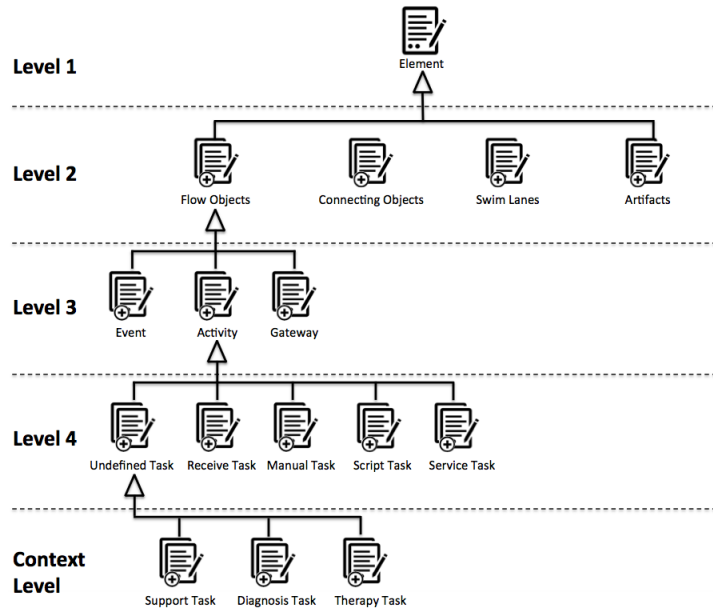 Level 1
Element
Level 2
Flow Objects
Connecting Objects
Swim Lanes
Artifacts
Level 3
Event
Activity
Gateway
Level 4
Undefined Task
Receive Task
Manual Task
Script Task
Service Task
Context
Level
Support Task
Diagnosis Task
Therapy Task